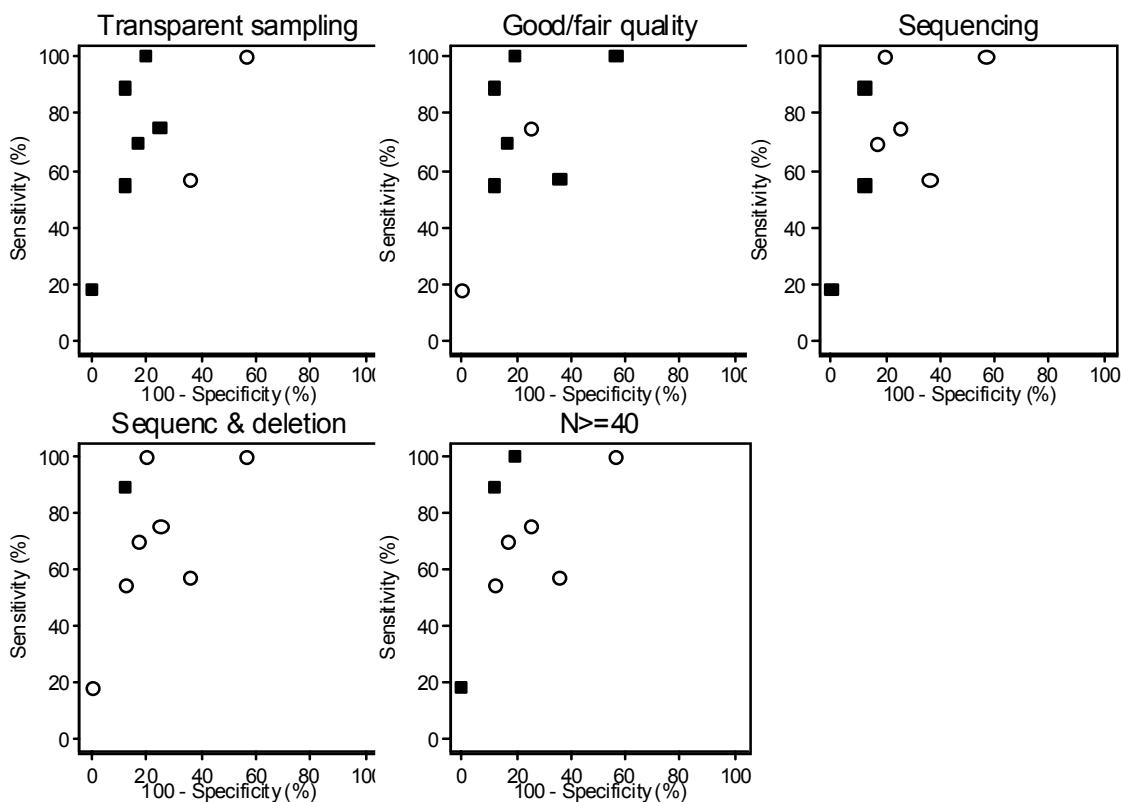 Transparent sampling
Good/fair quality
Sequencing
Sensitivity (%)
100
80
60
40
20
0
0 20 40 60 80 100
100 - Specificity (%)
Sensitivity (%)
100
80
60
40
20
0
0 20 40 60 80 100
100 - Specificity (%)
Sensitivity (%)
100
80
60
40
20
0
0 20 40 60 80 100
100 - Specificity (%)
Sequenc & deletion
N>=40
Sensitivity (%)
100
80
60
40
20
0
0 20 40 60 80 100
100 - Specificity (%)
Sensitivity (%)
100
80
60
40
20
0
0 20 40 60 80 100
100 - Specificity (%)